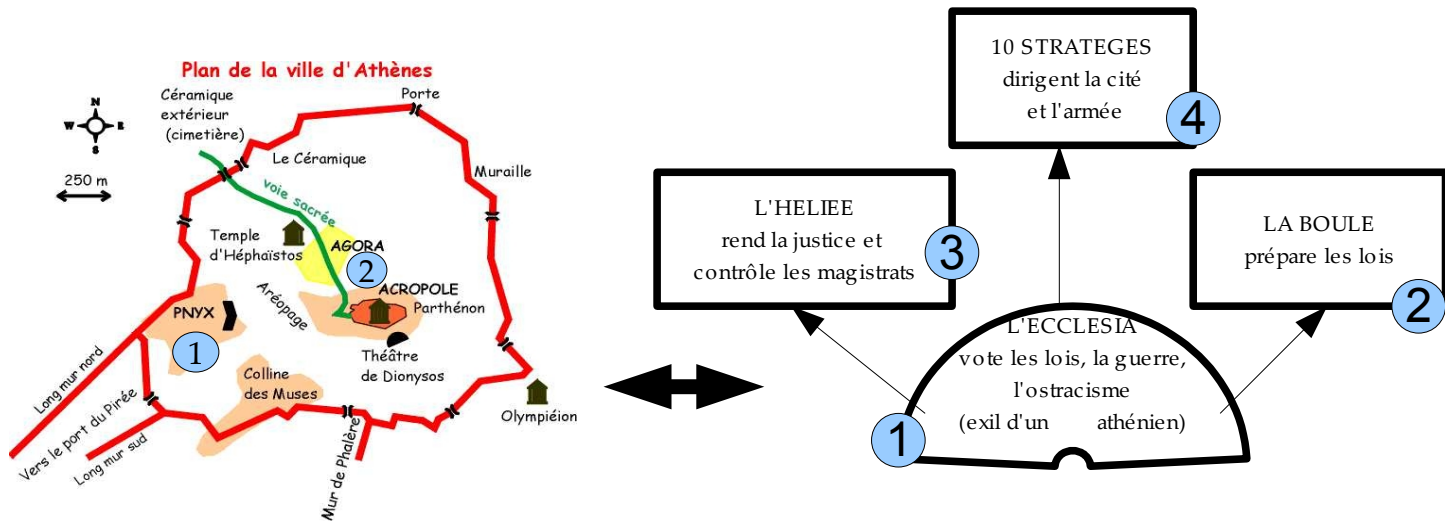 Plan de la ville d'Athènes
N
W
E
S
250 m
Céramique
extérieur
(cimetière)
Porte
Le Céramique
Muraille
voie sacrée
Temple
d'Héphaïstos
AGORA
2
ACROPOLE
Parthénon
Aréopage
PNYX
1
Théâtre
de Dionysos
Colline
des Muses
Olympiéion
Long mur nord
Vers le port du Pirée
Long mur sud
Mur de Phalère
10 STRATEGES
dirigent la cité
et l'armée
4
L'HELIEE
rend la justice et
contrôle les magistrats
3
LA BOULE
prépare les lois
2
L'ECCLESIA
vote les lois, la guerre,
l'ostracisme
(exil d'un athénien)
1